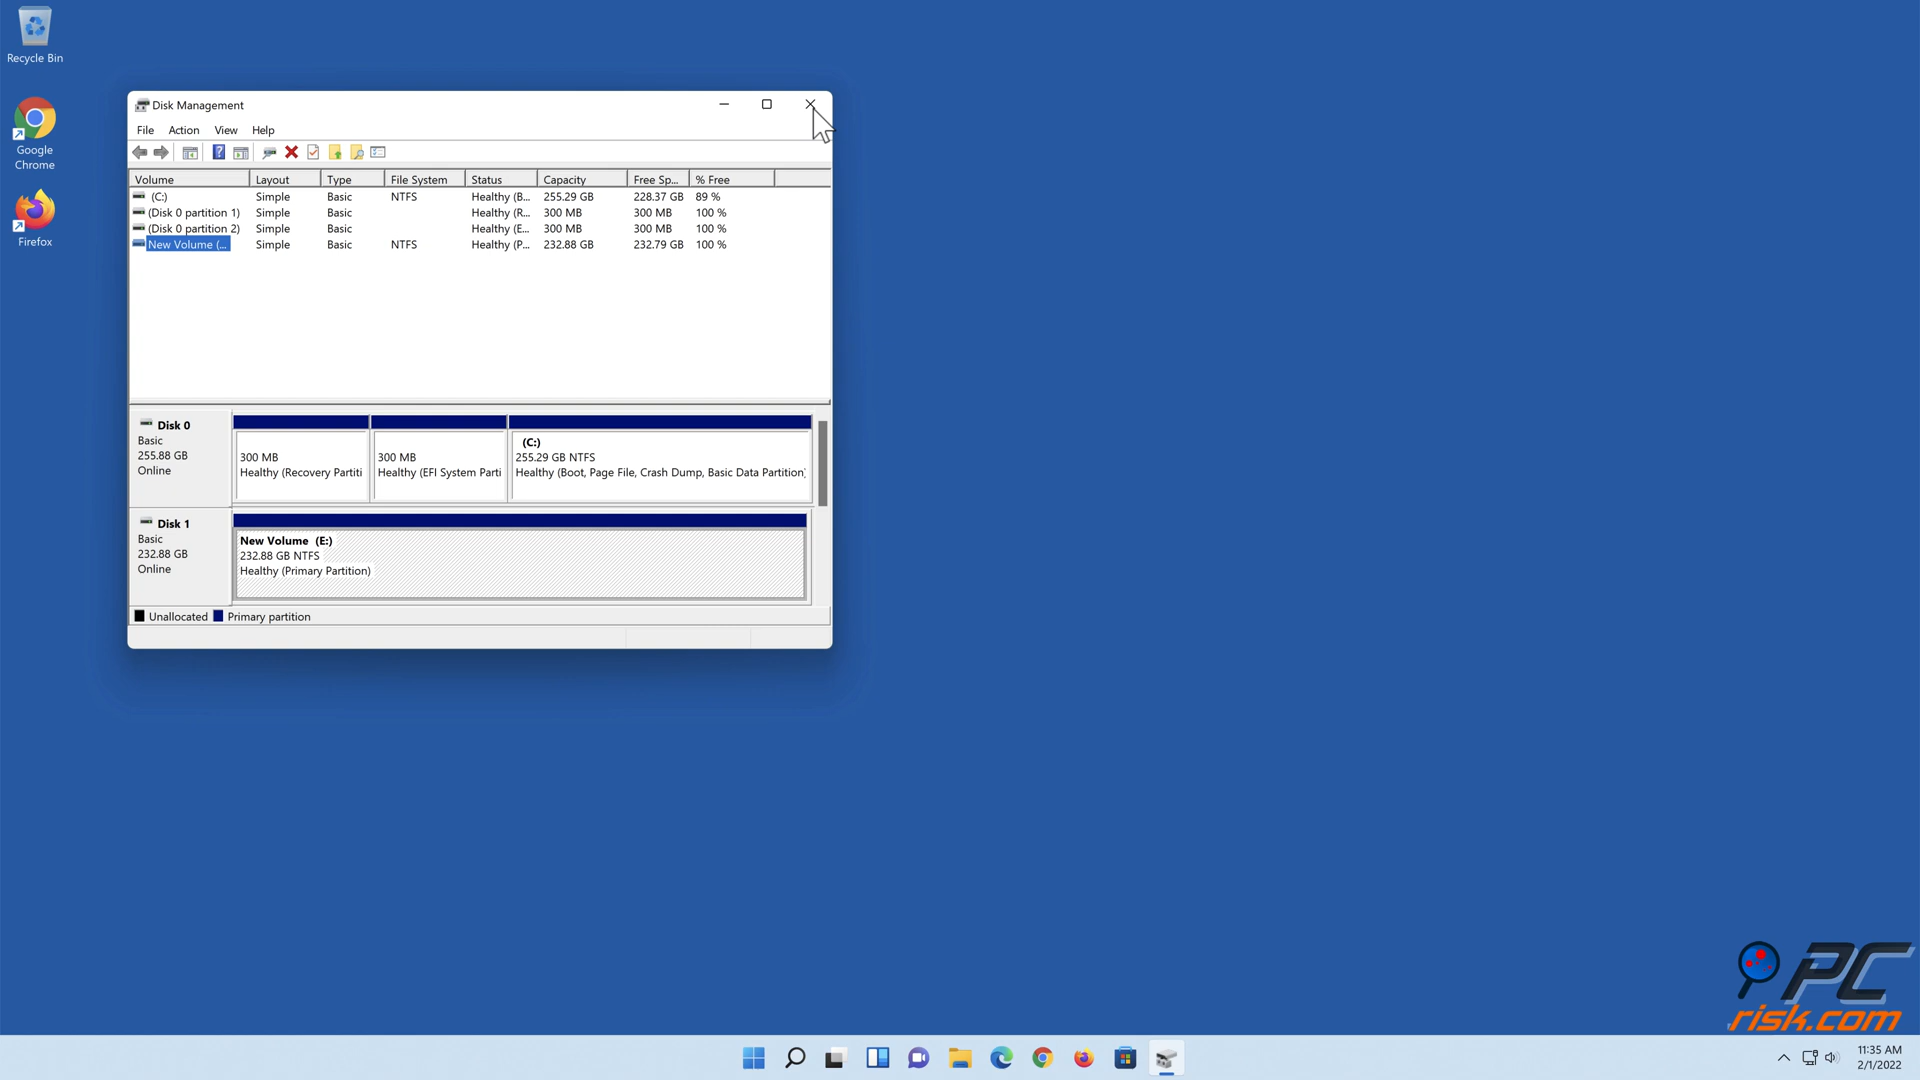 Recycle Bin
Google
Chrome
Firefox
Disk Management
File Action View Help
Volume Layout Type File System Status Capacity Free Sp... % Free
(C:) Simple Basic NTFS Healthy (B... 255.29 GB 228.37 GB 89 %
(Disk 0 partition 1) Simple Basic Healthy (R... 300 MB 300 MB 100 %
(Disk 0 partition 2) Simple Basic Healthy (E... 300 MB 300 MB 100 %
New Volume (... Simple Basic NTFS Healthy (P... 232.88 GB 232.79 GB 100 %
Disk 0
Basic
255.88 GB
Online
300 MB
Healthy (Recovery Partiti
300 MB
Healthy (EFI System Parti
(C:)
255.29 GB NTFS
Healthy (Boot, Page File, Crash Dump, Basic Data Partition)
Disk 1
Basic
232.88 GB
Online
New Volume (E:)
232.88 GB NTFS
Healthy (Primary Partition)
Unallocated Primary partition
PC
risk.com
11:35 AM
2/1/2022